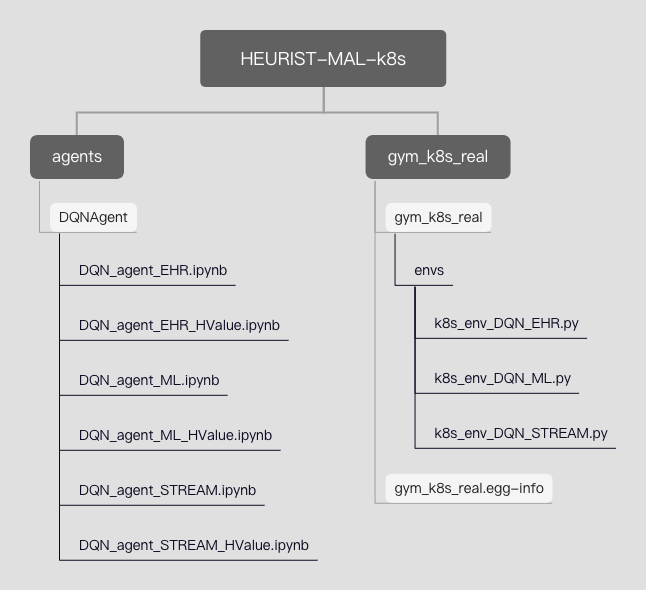 HEURIST-MAL-k8s
agents
DQNAgent
DQN_agent_EHR.ipynb
DQN_agent_EHR_HValue.ipynb
DQN_agent_ML.ipynb
DQN_agent_ML_HValue.ipynb
DQN_agent_STREAM.ipynb
DQN_agent_STREAM_HValue.ipynb
gym_k8s_real
gym_k8s_real
envs
k8s_env_DQN_EHR.py
k8s_env_DQN_ML.py
k8s_env_DQN_STREAM.py
gym_k8s_real.egg-info